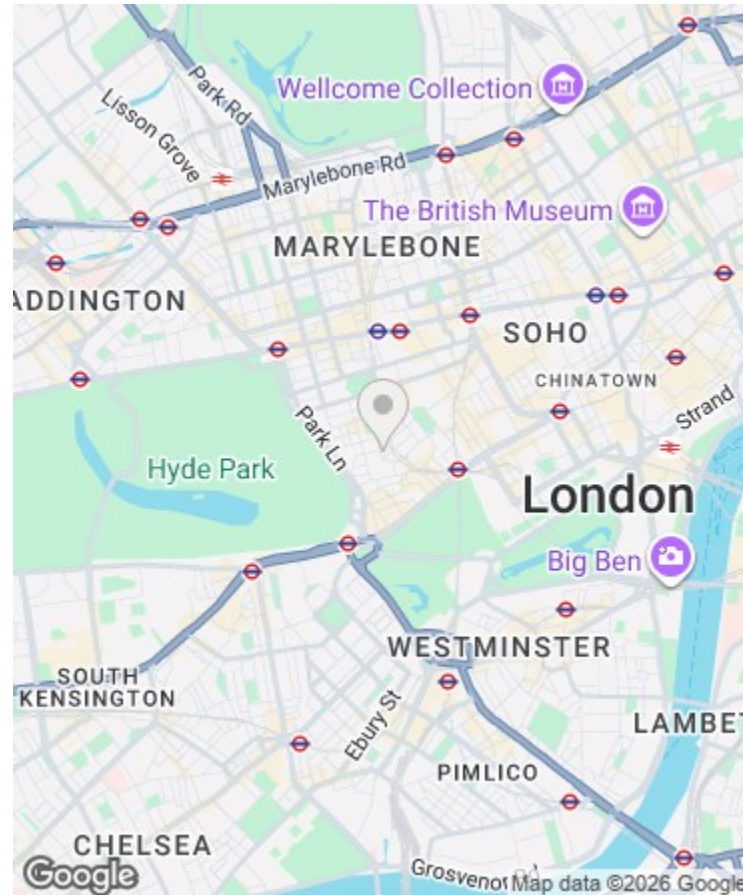 Wellcome Collection
Park Rd
Lisson Grove
Marylebone Rd
The British Museum
MARYLEBONE
ADDINGTON
SOHO
CHINATOWN
Strand
Park Ln
Hyde Park
London
Big Ben
WESTMINSTER
SOUTH
KENSINGTON
Ebury St
LAMBET
PIMLICO
CHELSEA
Grosvenor Rd
Google
Map data ©2026 Google